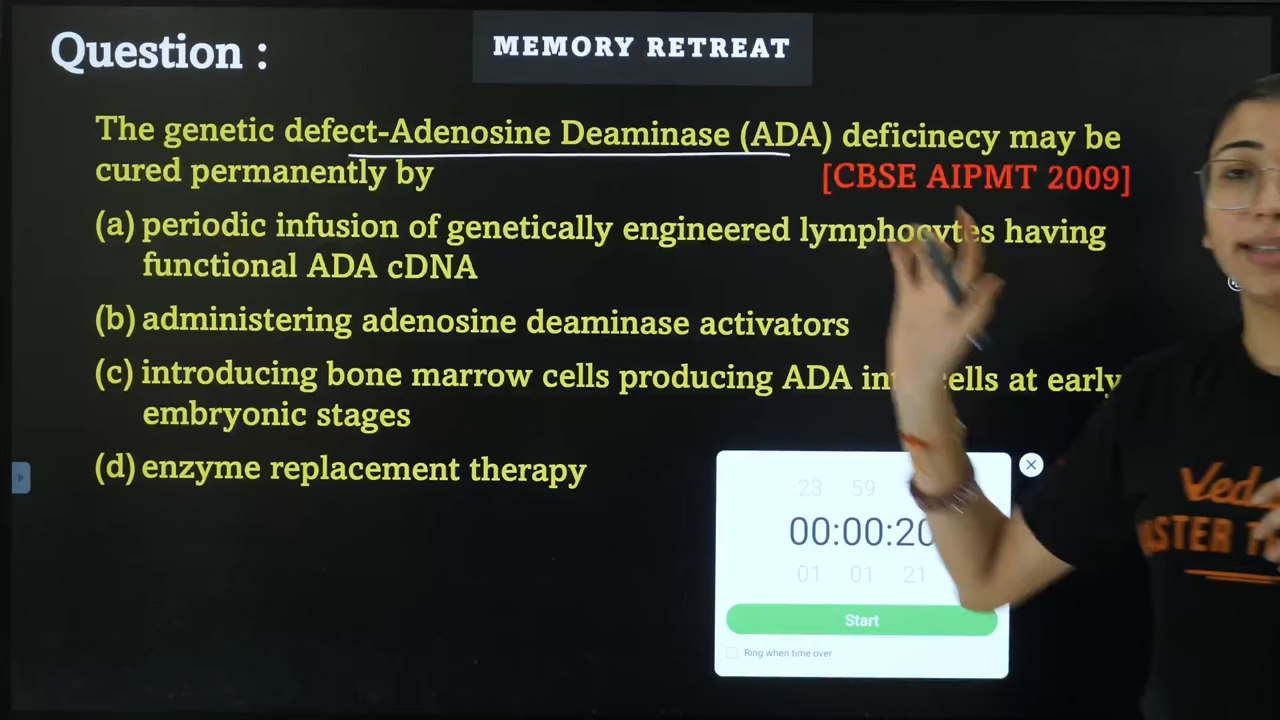 Question :
MEMORY RETREAT
The genetic defect-Adenosine Deaminase (ADA) deficinecy may be
cured permanently by
[CBSE AIPMT 2009]
(a) periodic infusion of genetically engineered lymphocytes having
functional ADA cDNA
(b) administering adenosine deaminase activators
(c) introducing bone marrow cells producing ADA into cells at early
embryonic stages
(d) enzyme replacement therapy
23 59
00:00:20
01 01 21
Start
Ring when time over